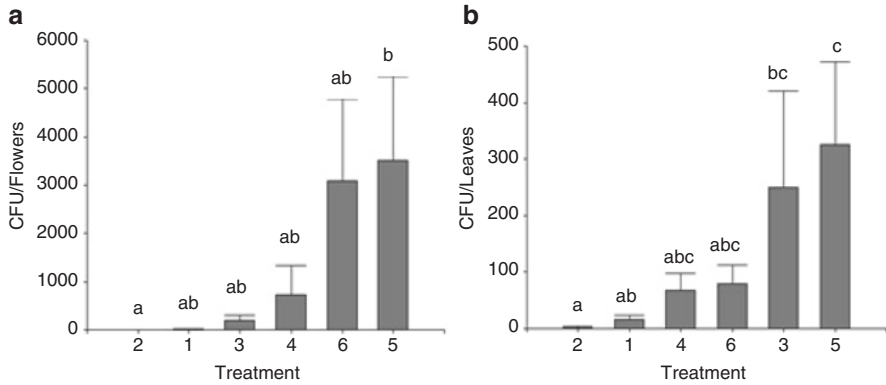 a
CFU/Flowers
6000
5000
4000
3000
2000
1000
0
a ab ab ab ab b
2 1 3 4 6 5
Treatment
b
CFU/Leaves
500
400
300
200
100
0
a ab abc abc bc c
2 1 4 6 3 5
Treatment